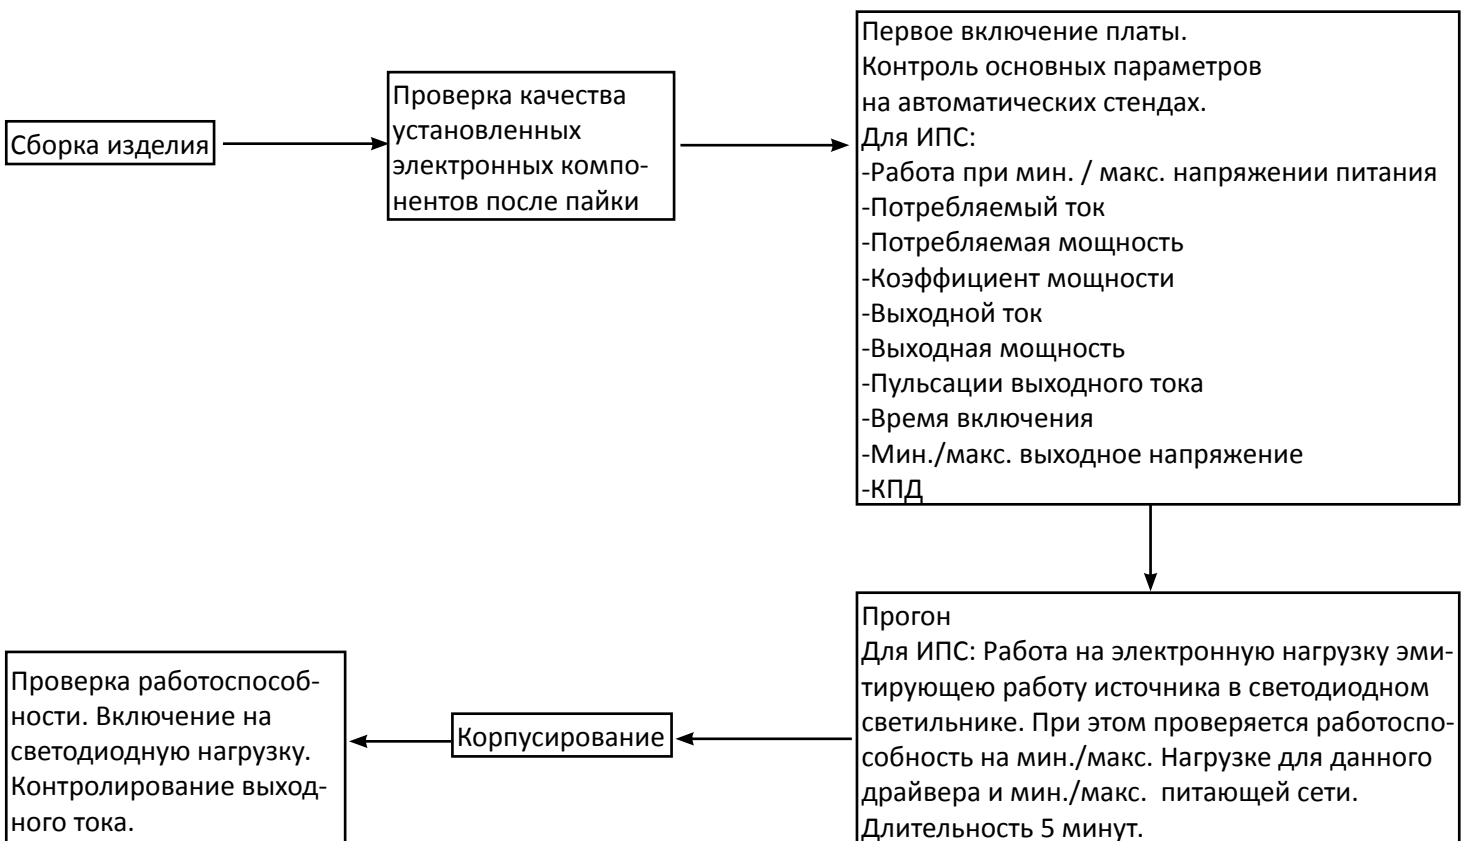 Сборка изделия
Проверка качества
установленных
электронных компо-
нентов после пайки
Первое включение платы.
Контроль основных параметров
на автоматических стендах.
Для ИПС:
-Работа при мин. / макс. напряжении питания
-Потребляемый ток
-Потребляемая мощность
-Коэффициент мощности
-Выходной ток
-Выходная мощность
-Пульсации выходного тока
-Время включения
-Мин./макс. выходное напряжение
-КПД
Прогон
Для ИПС: Работа на электронную нагрузку эми-
тирующею работу источника в светодиодном
светильнике. При этом проверяется работоспо-
собность на мин./макс. Нагрузке для данного
драйвера и мин./макс.  питающей сети.
Длительность 5 минут.
Корпусирование
Проверка работоспособ-
ности. Включение на
светодиодную нагрузку.
Контролирование выход-
ного тока.